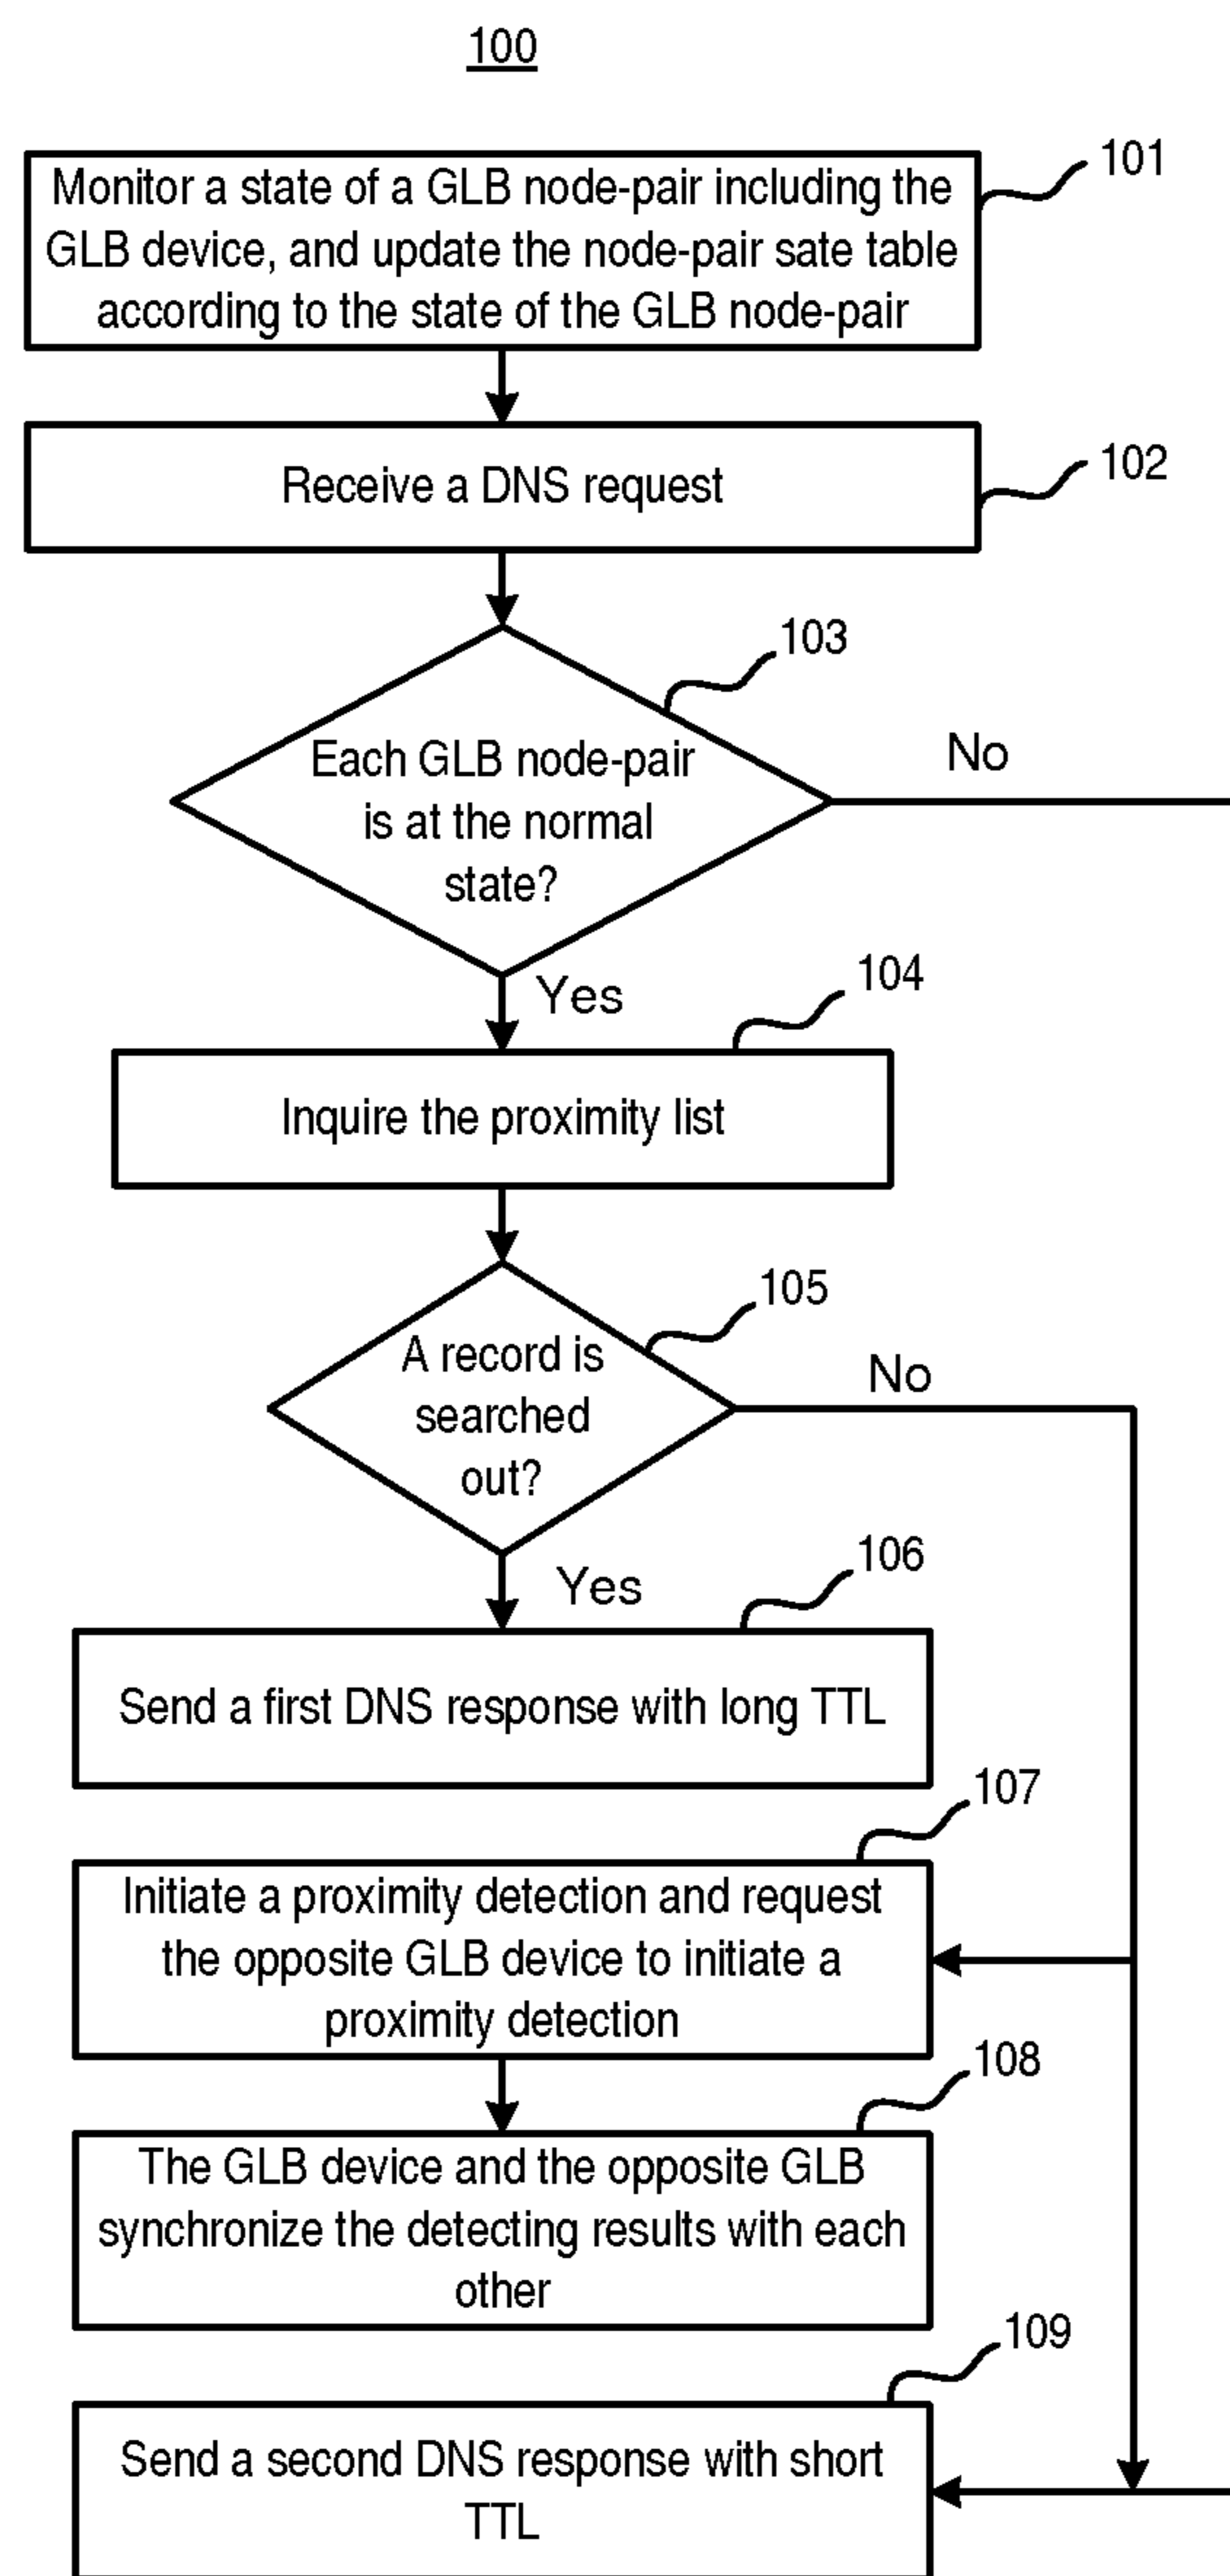 100
101
Monitor a state of a GLB node-pair including the
GLB device, and update the node-pair sate table
according to the state of the GLB node-pair
Receive a DNS request
102
103
Each GLB node-pair
is at the normal
state?
No
Yes
104
Inquire the proximity list
105
A record is
searched
out?
No
Yes
106
Send a first DNS response with long TTL
107
Initiate a proximity detection and request
the opposite GLB device to initiate a
proximity detection
108
The GLB device and the opposite GLB
synchronize the detecting results with each
other
109
Send a second DNS response with short
TTL